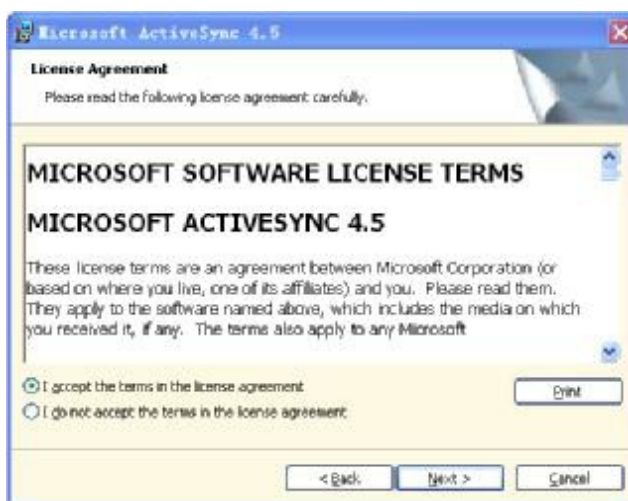 Microsoft ActiveSync 4.5
License Agreement
Please read the following license agreement carefully.
MICROSOFT SOFTWARE LICENSE TERMS
MICROSOFT ACTIVESYNC 4.5
These license terms are an agreement between Microsoft Corporation (or
based on where you live, one of its affiliates) and you. Please read them.
They apply to the software named above, which includes the media on which
you received it, if any. The terms also apply to any Microsoft
I accept the terms in the license agreement
Print
I do not accept the terms in the license agreement
< Back
Next >
Cancel